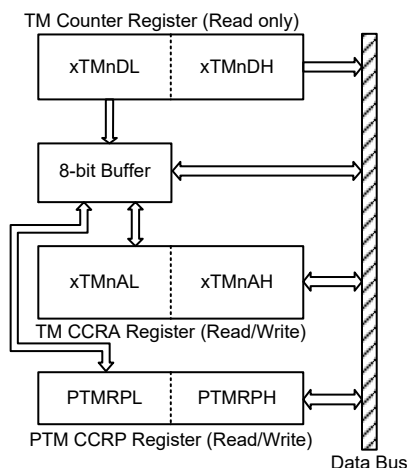 TM Counter Register (Read only)
xTMnDL xTMnDH
8-bit Buffer
xTMnAL xTMnAH
TM CCRA Register (Read/Write)
PTMRPL PTMRPH
PTM CCRP Register (Read/Write)
Data Bus